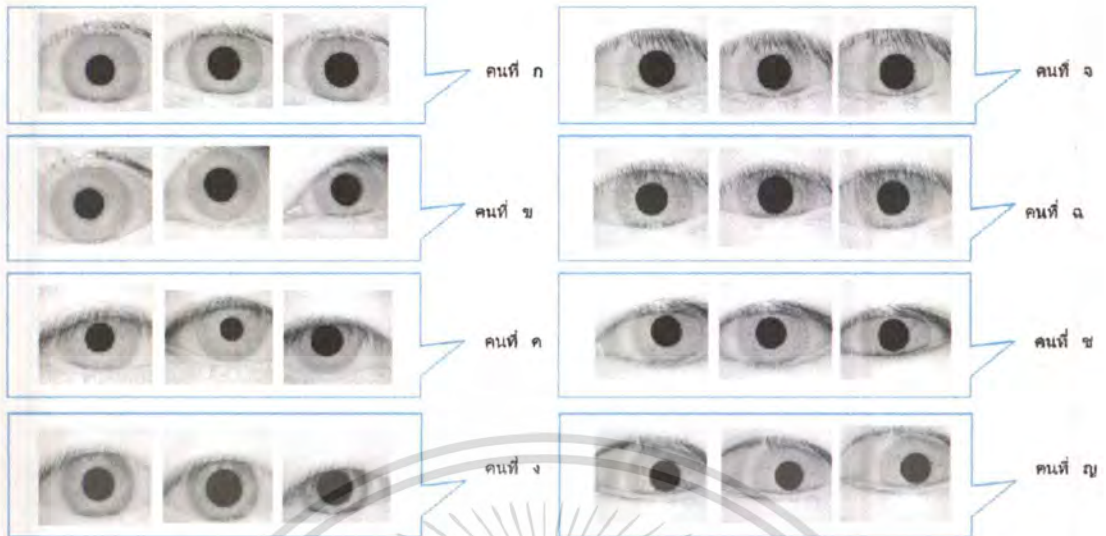 คนที่ ก
คนที่ จ
คนที่ ข
คนที่ ฉ
คนที่ ค
คนที่ ช
คนที่ ง
คนที่ ญ